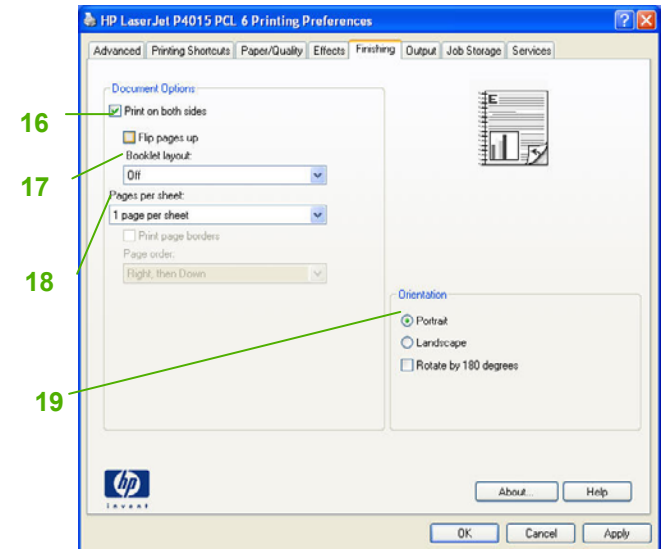 HP LaserJet P4015 PCL 6 Printing Preferences
Advanced Printing Shortcuts Paper/Quality Effects Finishing Output Job Storage Services
Document Options
16
Print on both sides
Flip pages up
17
Booklet layout:
Off
Pages per sheet:
1 page per sheet
18
Print page borders
Page order:
Right, then Down
Orientation
Portrait
Landscape
Rotate by 180 degrees
19
E
hp
invent
About... Help
OK Cancel Apply